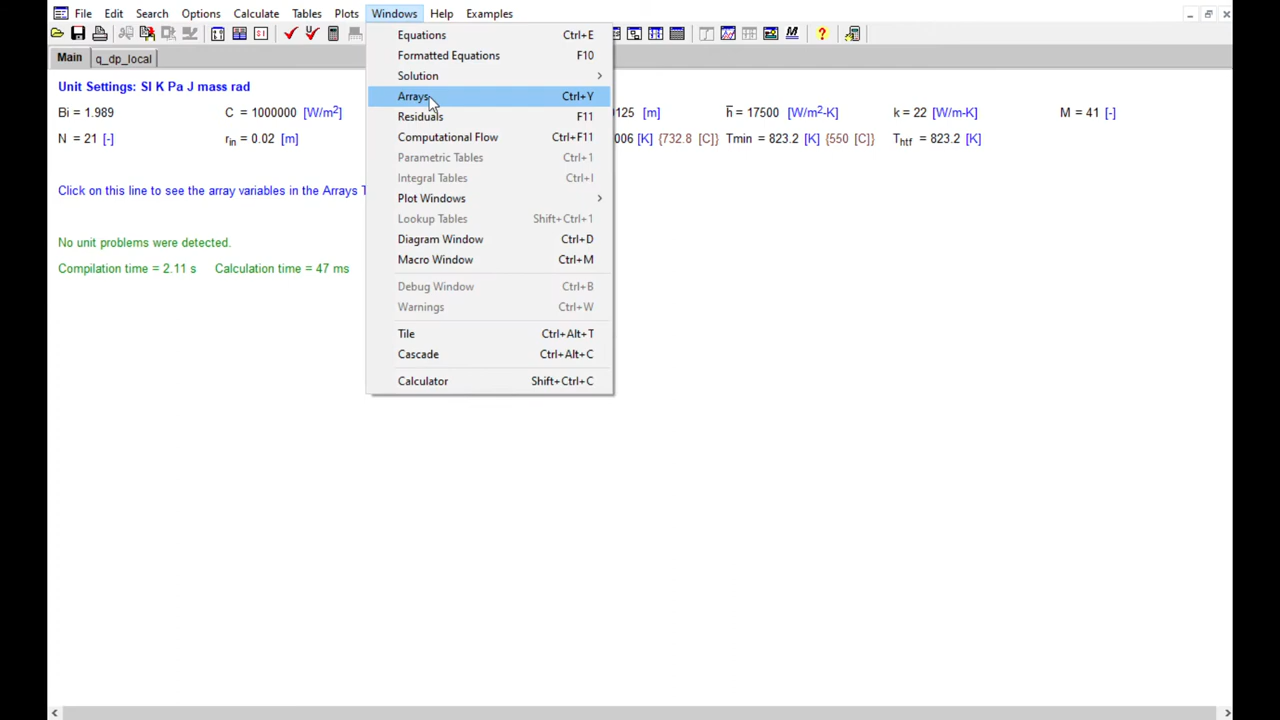 File Edit Search Options Calculate Tables Plots Windows Help Examples
Main q_dp_local
Unit Settings: SI K Pa J mass rad
Bi = 1.989 C = 1000000 [W/m2] 0125 [m] h̅ = 17500 [W/m2-K] k = 22 [W/m-K] M = 41 [-]
N = 21 [-] rin = 0.02 [m] 006 [K] {732.8 [C]} Tmin = 823.2 [K] {550 [C]} Thtf = 823.2 [K]
Click on this line to see the array variables in the Arrays T
No unit problems were detected.
Compilation time = 2.11 s Calculation time = 47 ms
Equations Ctrl+E
Formatted Equations F10
Solution
Arrays Ctrl+Y
Residuals F11
Computational Flow Ctrl+F11
Parametric Tables Ctrl+1
Integral Tables Ctrl+I
Plot Windows
Lookup Tables Shift+Ctrl+1
Diagram Window Ctrl+D
Macro Window Ctrl+M
Debug Window Ctrl+B
Warnings Ctrl+W
Tile Ctrl+Alt+T
Cascade Ctrl+Alt+C
Calculator Shift+Ctrl+C